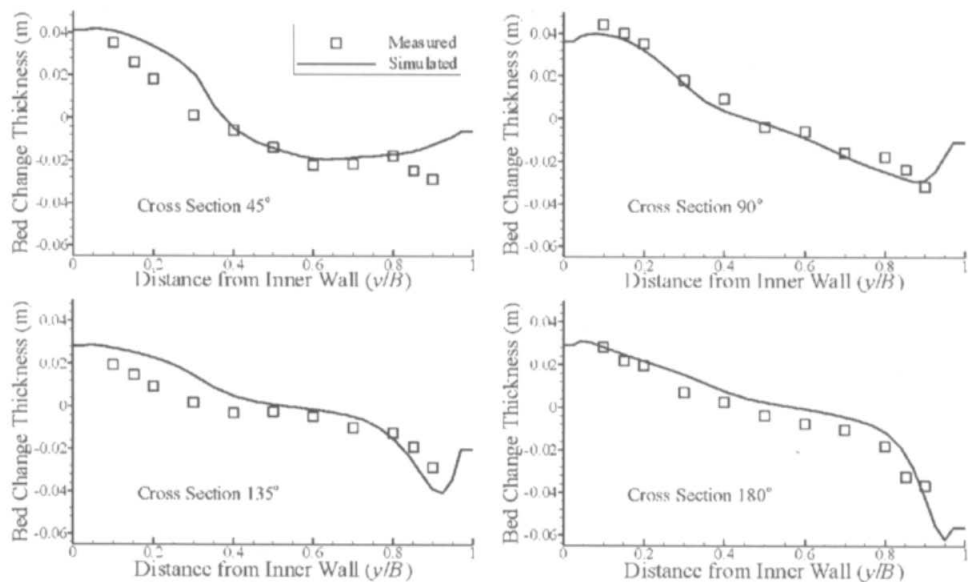 Bed Change Thickness (m)
0.04
0.02
0
-0.02
-0.04
-0.06
Measured
Simulated
Cross Section 45°
0 0.2 0.4 0.6 0.8 1
Distance from Inner Wall (y/B)
Bed Change Thickness (m)
0.04
0.02
0
-0.02
-0.04
-0.06
Cross Section 90°
0 0.2 0.4 0.6 0.8 1
Distance from Inner Wall (y/B)
Bed Change Thickness (m)
0.04
0.02
0
-0.02
-0.04
-0.06
Cross Section 135°
0 0.2 0.4 0.6 0.8 1
Distance from Inner Wall (y/B)
Bed Change Thickness (m)
0.04
0.02
0
-0.02
-0.04
-0.06
Cross Section 180°
0 0.2 0.4 0.6 0.8 1
Distance from Inner Wall (y/B)